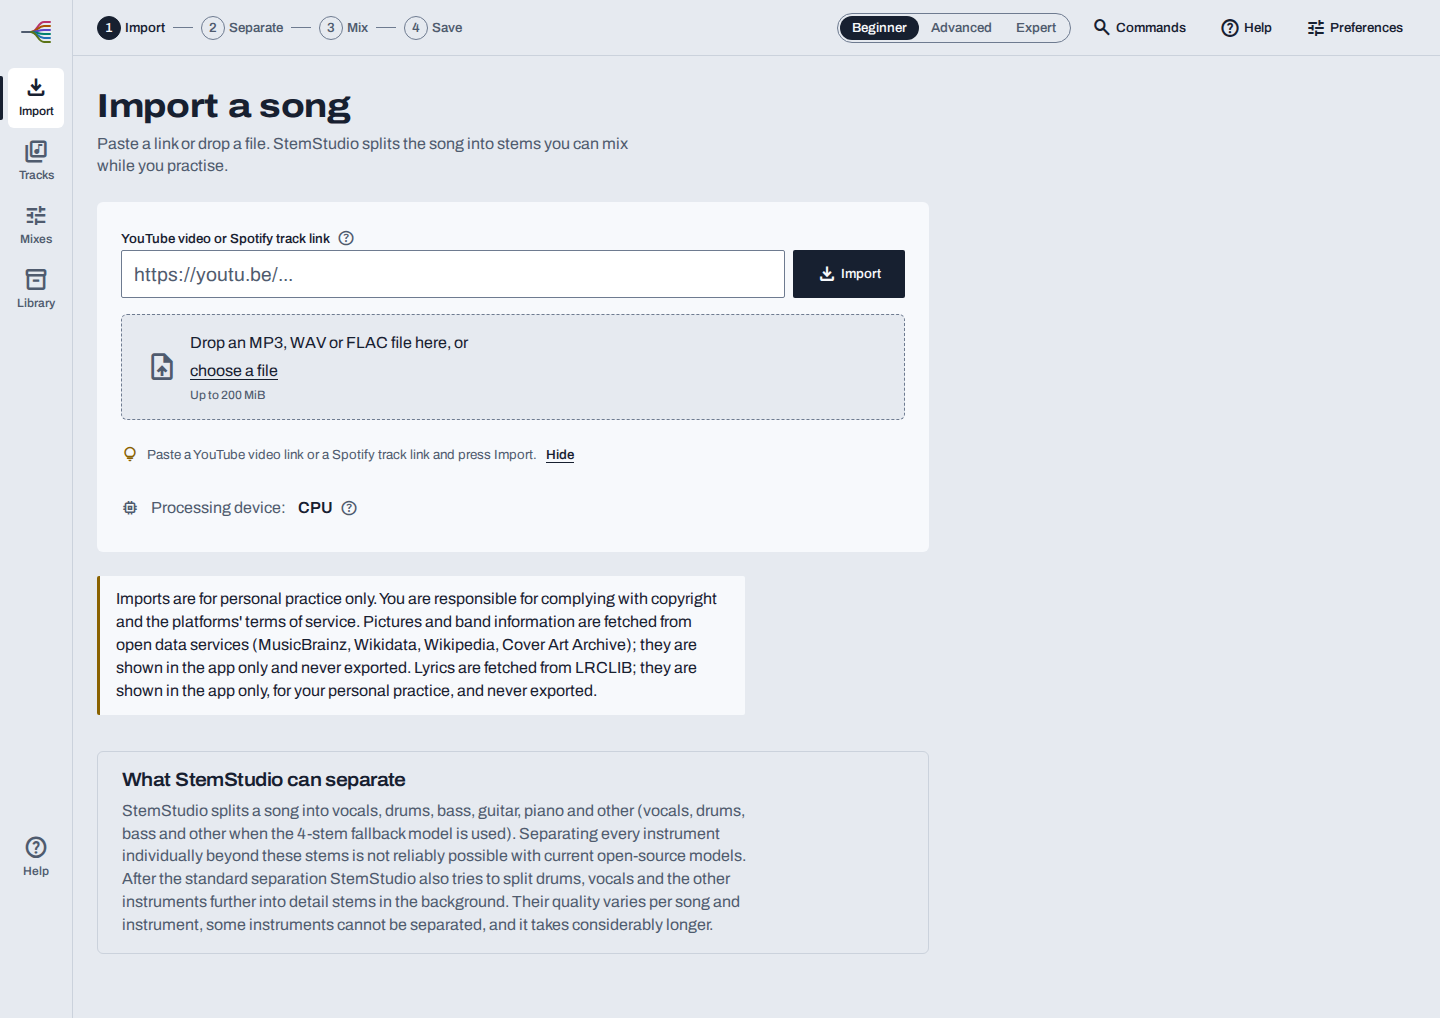 1 Import
2 Separate
3 Mix
4 Save
Beginner
Advanced
Expert
Commands
Help
Preferences
Import
Tracks
Mixes
Library
Help
Import a song
Paste a link or drop a file. StemStudio splits the song into stems you can mix
while you practise.
YouTube video or Spotify track link ?
https://youtu.be/...
Import
Drop an MP3, WAV or FLAC file here, or
choose a file
Up to 200 MiB
Paste a YouTube video link or a Spotify track link and press Import. Hide
Processing device: CPU ?
Imports are for personal practice only. You are responsible for complying with copyright
and the platforms' terms of service. Pictures and band information are fetched from
open data services (MusicBrainz, Wikidata, Wikipedia, Cover Art Archive); they are
shown in the app only and never exported. Lyrics are fetched from LRCLIB; they are
shown in the app only, for your personal practice, and never exported.
What StemStudio can separate
StemStudio splits a song into vocals, drums, bass, guitar, piano and other (vocals, drums,
bass and other when the 4-stem fallback model is used). Separating every instrument
individually beyond these stems is not reliably possible with current open-source models.
After the standard separation StemStudio also tries to split drums, vocals and the other
instruments further into detail stems in the background. Their quality varies per song and
instrument, some instruments cannot be separated, and it takes considerably longer.